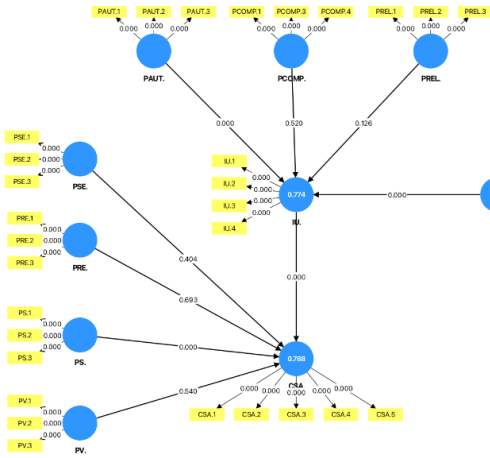 PAUT.1 PAUT.2 PAUT.3 PCOMP.1 PCOMP.3 PCOMP.4 PREL.1 PREL.2 PREL.3
0.000 0.000 0.000 0.000 0.000 0.000 0.000 0.000 0.000
PAUT. PCOMP. PREL.
0.000 0.520 0.126
PSE.1 0.000
PSE.2 0.000
PSE.3 0.000
PSE.
IU.1 0.000
IU.2 0.000
IU.3 0.000
IU.4 0.000
0.774
IU.
0.000
PRE.1 0.000
PRE.2 0.000
PRE.3 0.000
PRE.
0.404
0.000
0.693
PS.1 0.000
PS.2 0.000
PS.3 0.000
PS.
0.000
0.788
CSA
PV.1 0.000
PV.2 0.000
PV.3 0.000
PV.
0.540
0.000 0.000 0.000 0.000 0.000
CSA.1 CSA.2 CSA.3 CSA.4 CSA.5